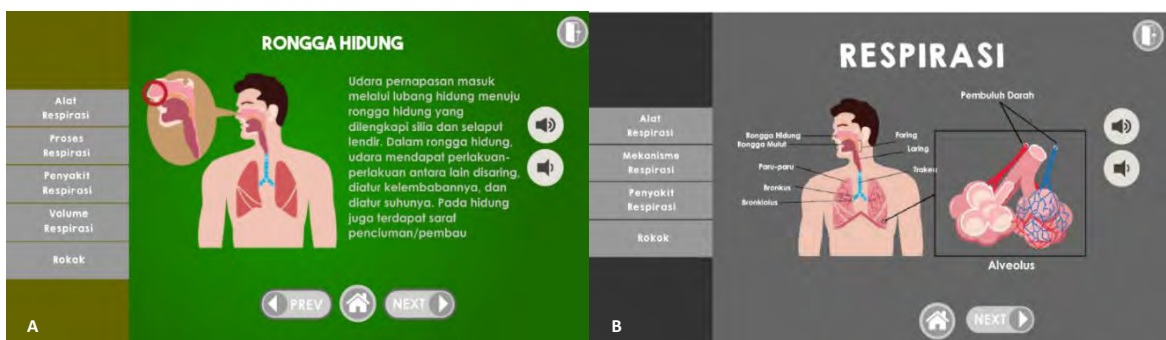 RONGGA HIDUNG
Udara pernapasan masuk
melalui lubang hidung menuju
rongga hidung yang
dilengkapi silia dan selaput
lendir. Dalam rongga hidung,
udara mendapat perlakuan-
perlakuan antara lain disaring,
diatur kelembabannya, dan
diatur suhunya. Pada hidung
juga terdapat saraf
penciuman/pembau
Alat
Respirasi
Proses
Respirasi
Penyakit
Respirasi
Volume
Respirasi
Rokok
PREV
NEXT
A
RESPIRASI
Alat
Respirasi
Mekanisme
Respirasi
Penyakit
Respirasi
Rokok
Pembuluh Darah
Rongga Hidung
Rongga Mulut
Paru-paru
Bronkus
Bronkiolus
Faring
Laring
Trakea
Alveolus
NEXT
B